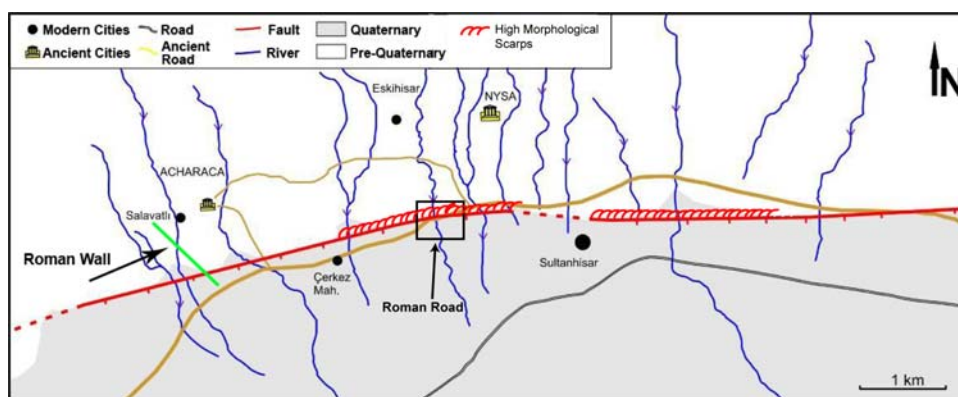 Modern Cities
Road
Fault
Quaternary
High Morphological
Scarps
Ancient Cities
Ancient
Road
River
Pre-Quaternary
N
Eskihisar
NYSA
ACHARACA
Salavatlı
Roman Wall
Çerkez
Mah.
Roman Road
Sultanhisar
1 km